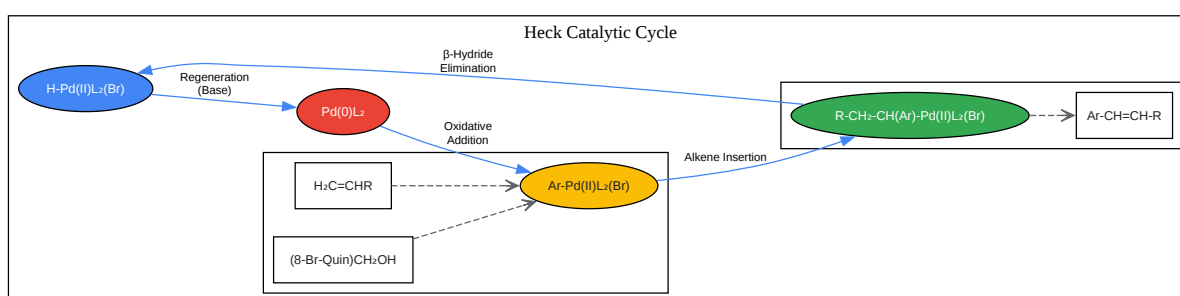 Heck Catalytic Cycle
β-Hydride
Elimination
H-Pd(II)L₂(Br)
Regeneration
(Base)
Pd(0)L₂
Oxidative
Addition
R-CH₂-CH(Ar)-Pd(II)L₂(Br)
Ar-CH=CH-R
Alkene Insertion
H₂C=CHR
Ar-Pd(II)L₂(Br)
(8-Br-Quin)CH₂OH